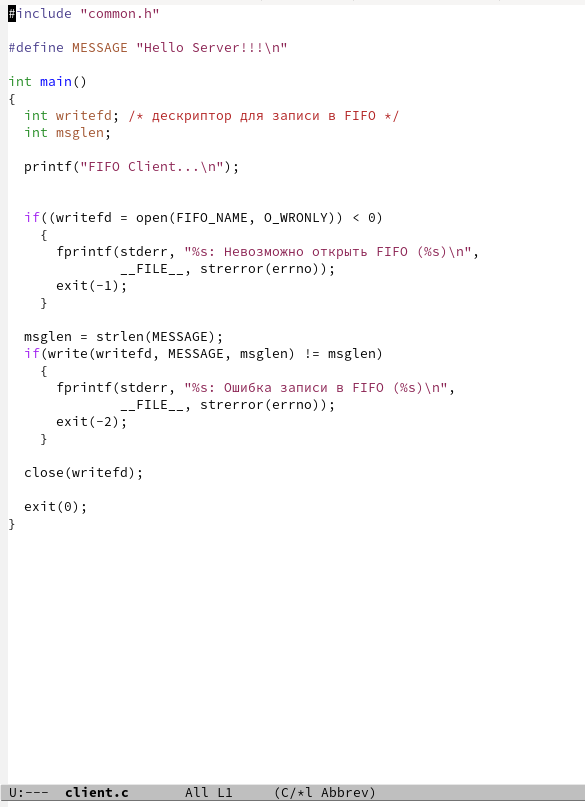 #include "common.h"
#define MESSAGE "Hello Server!!!\n"
int main()
{
int writefd; /* дескриптор для записи в FIFO */
int msglen;
printf("FIFO Client...\n");
if((writefd = open(FIFO_NAME, O_WRONLY)) < 0)
{
fprintf(stderr, "%s: Невозможно открыть FIFO (%s)\n",
__FILE__, strerror(errno));
exit(-1);
}
msglen = strlen(MESSAGE);
if(write(writefd, MESSAGE, msglen) != msglen)
{
fprintf(stderr, "%s: Ошибка записи в FIFO (%s)\n",
__FILE__, strerror(errno));
exit(-2);
}
close(writefd);
exit(0);
}
U:--- client.c All L1 (C/*l Abbrev)